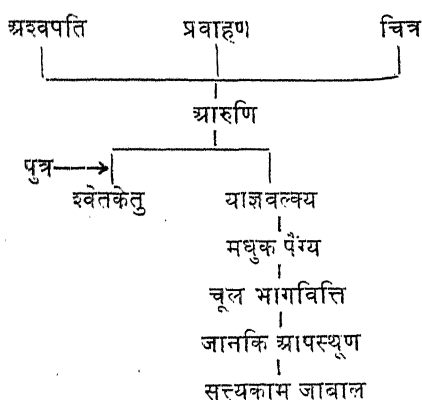 अश्वपति प्रवाहण चित्र
आरुणि
पुत्र
श्वेतकेतु याज्ञवल्क्य
मधुक पैंग्य
चूल भागवित्ति
जानकि आपस्थूण
सत्त्यकाम जाबाल